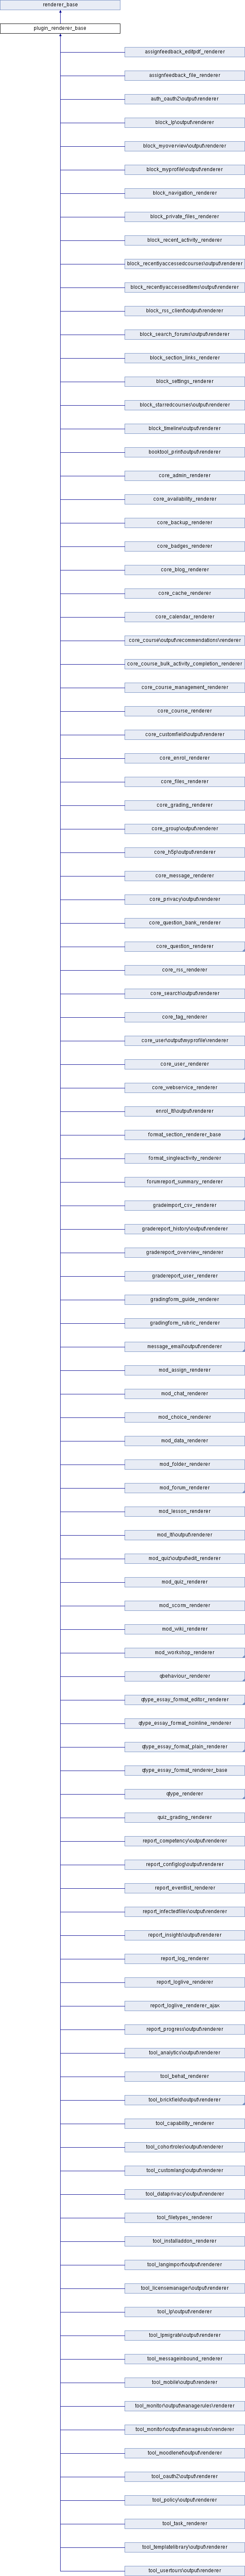 renderer_base
plugin_renderer_base
assignfeedback_editpdf_renderer
assignfeedback_file_renderer
auth_oauth2\output\renderer
block_lp\output\renderer
block_myoverview\output\renderer
block_myprofile\output\renderer
block_navigation_renderer
block_private_files_renderer
block_recent_activity_renderer
block_recentlyaccessedcourses\output\renderer
block_recentlyaccesseditems\output\renderer
block_rss_client\output\renderer
block_search_forums\output\renderer
block_section_links_renderer
block_settings_renderer
block_starredcourses\output\renderer
block_timeline\output\renderer
booktool_print\output\renderer
core_admin_renderer
core_availability_renderer
core_backup_renderer
core_badges_renderer
core_blog_renderer
core_cache_renderer
core_calendar_renderer
core_course\output\recommendations\renderer
core_course_bulk_activity_completion_renderer
core_course_management_renderer
core_course_renderer
core_customfield\output\renderer
core_enrol_renderer
core_files_renderer
core_grading_renderer
core_group\output\renderer
core_h5p\output\renderer
core_message_renderer
core_privacy\output\renderer
core_question_bank_renderer
core_question_renderer
core_rss_renderer
core_search\output\renderer
core_tag_renderer
core_user\output\myprofile\renderer
core_user_renderer
core_webservice_renderer
enrol_lti\output\renderer
format_section_renderer_base
format_singleactivity_renderer
forumreport_summary_renderer
gradeimport_csv_renderer
gradereport_history\output\renderer
gradereport_overview_renderer
gradereport_user_renderer
gradingform_guide_renderer
gradingform_rubric_renderer
message_email\output\renderer
mod_assign_renderer
mod_chat_renderer
mod_choice_renderer
mod_data_renderer
mod_folder_renderer
mod_forum_renderer
mod_lesson_renderer
mod_lti\output\renderer
mod_quiz\output\edit_renderer
mod_quiz_renderer
mod_scorm_renderer
mod_wiki_renderer
mod_workshop_renderer
qbehaviour_renderer
qtype_essay_format_editor_renderer
qtype_essay_format_noinline_renderer
qtype_essay_format_plain_renderer
qtype_essay_format_renderer_base
qtype_renderer
quiz_grading_renderer
report_competency\output\renderer
report_configlog\output\renderer
report_eventlist_renderer
report_infectedfiles\output\renderer
report_insights\output\renderer
report_log_renderer
report_loglive_renderer
report_loglive_renderer_ajax
report_progress\output\renderer
tool_analytics\output\renderer
tool_behat_renderer
tool_brickfield\output\renderer
tool_capability_renderer
tool_cohortroles\output\renderer
tool_customlang\output\renderer
tool_dataprivacy\output\renderer
tool_filetypes_renderer
tool_installaddon_renderer
tool_langimport\output\renderer
tool_licensemanager\output\renderer
tool_lp\output\renderer
tool_lpmigrate\output\renderer
tool_messageinbound_renderer
tool_mobile\output\renderer
tool_monitor\output\managerules\renderer
tool_monitor\output\managesubs\renderer
tool_moodlenet\output\renderer
tool_oauth2\output\renderer
tool_policy\output\renderer
tool_task_renderer
tool_templatelibrary\output\renderer
tool_usertours\output\renderer